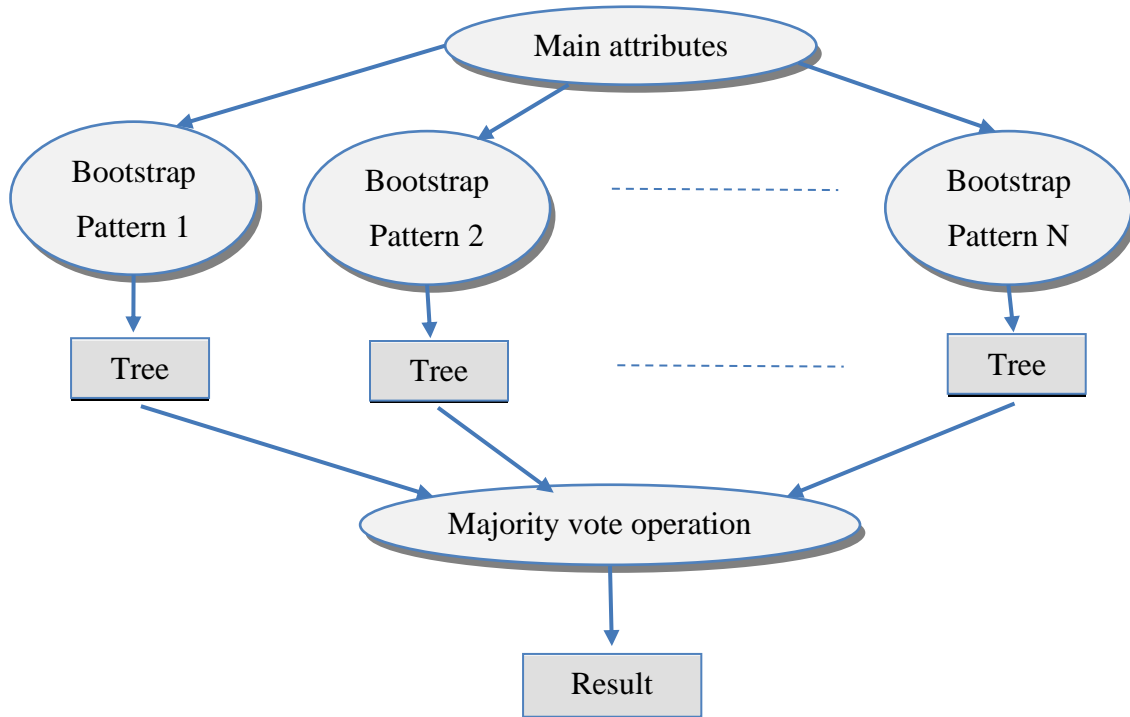 Main attributes
Bootstrap
Pattern 1
Bootstrap
Pattern 2
Bootstrap
Pattern N
Tree
Tree
Tree
Majority vote operation
Result